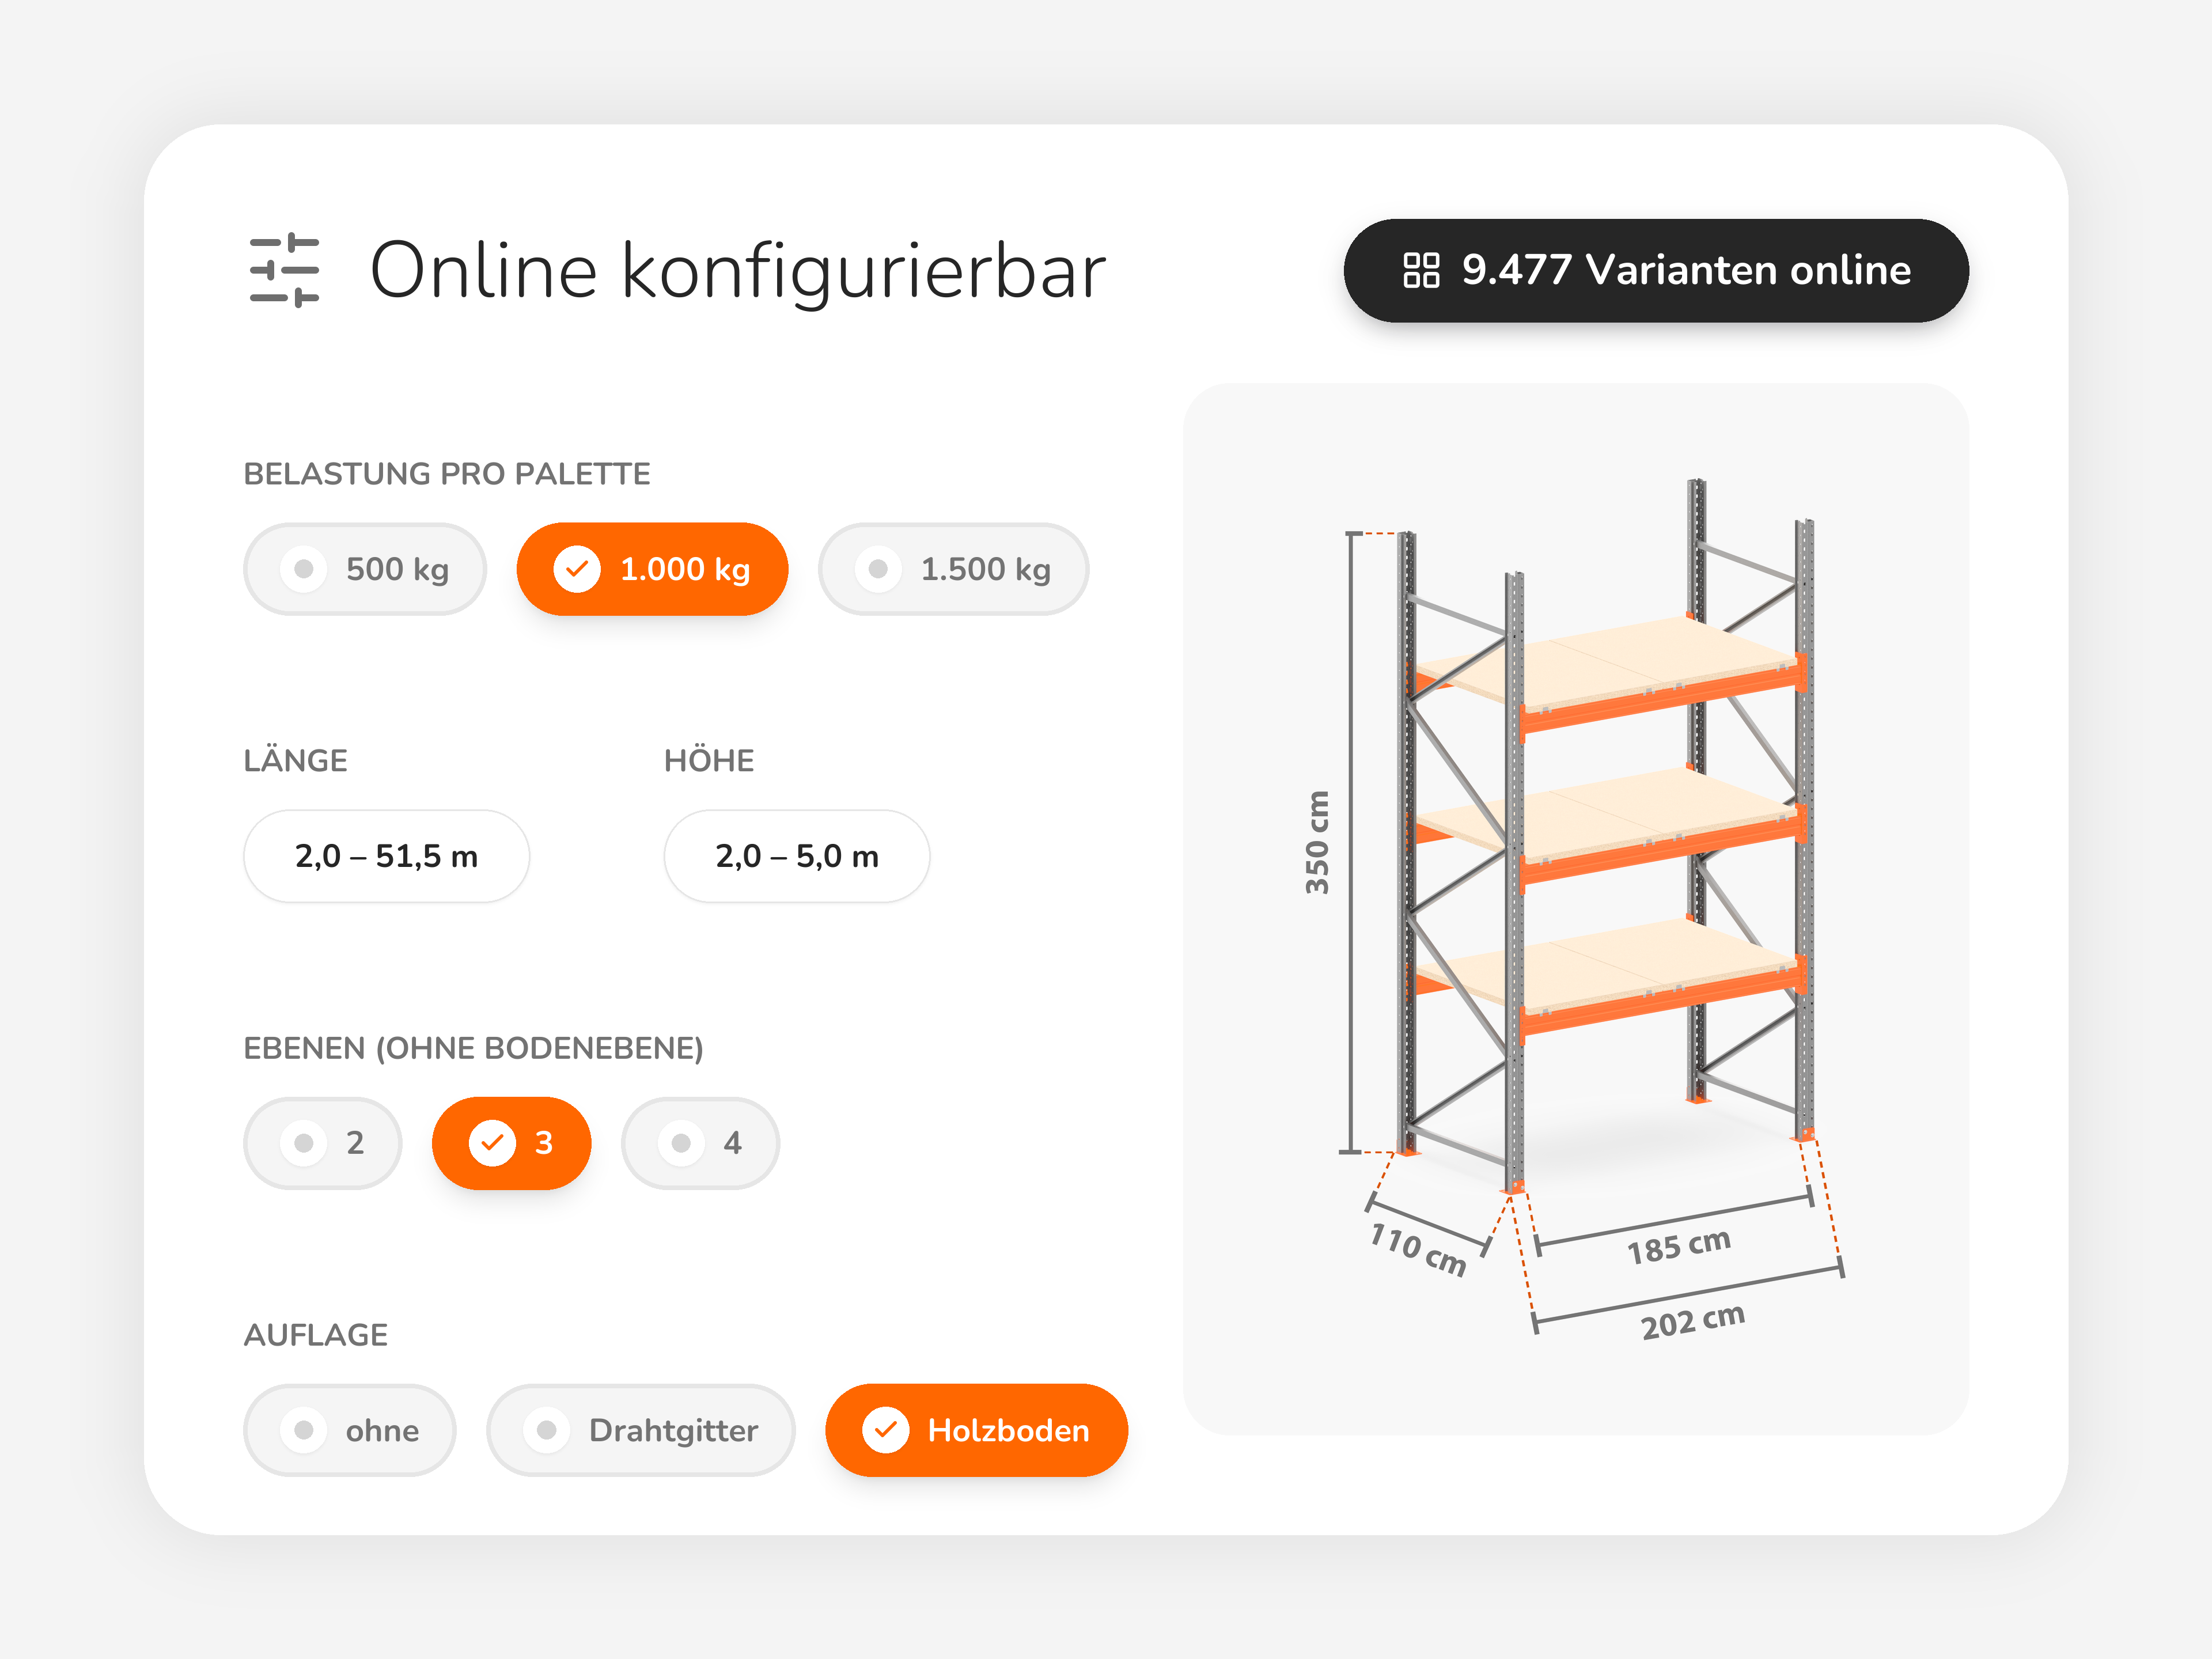 Online konfigurierbar
9.477 Varianten online
BELASTUNG PRO PALETTE
500 kg
1.000 kg
1.500 kg
LÄNGE
HÖHE
2,0 – 51,5 m
2,0 – 5,0 m
EBENEN (OHNE BODENEBENE)
2
3
4
AUFLAGE
ohne
Drahtgitter
Holzboden
350 cm
110 cm
185 cm
202 cm